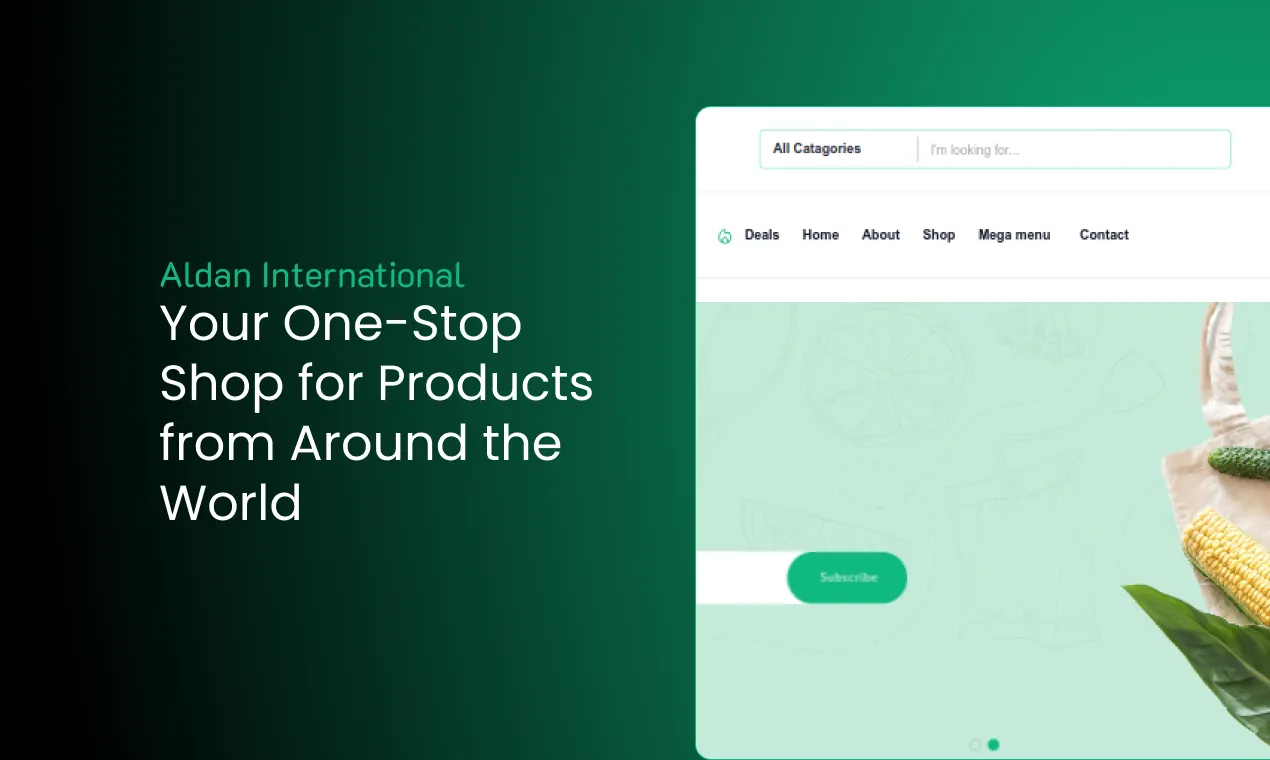 Aldan International
Your One-Stop
Shop for Products
from Around the
World
All Catagories I'm looking for...
Deals Home About Shop Mega menu Contact
Subscribe